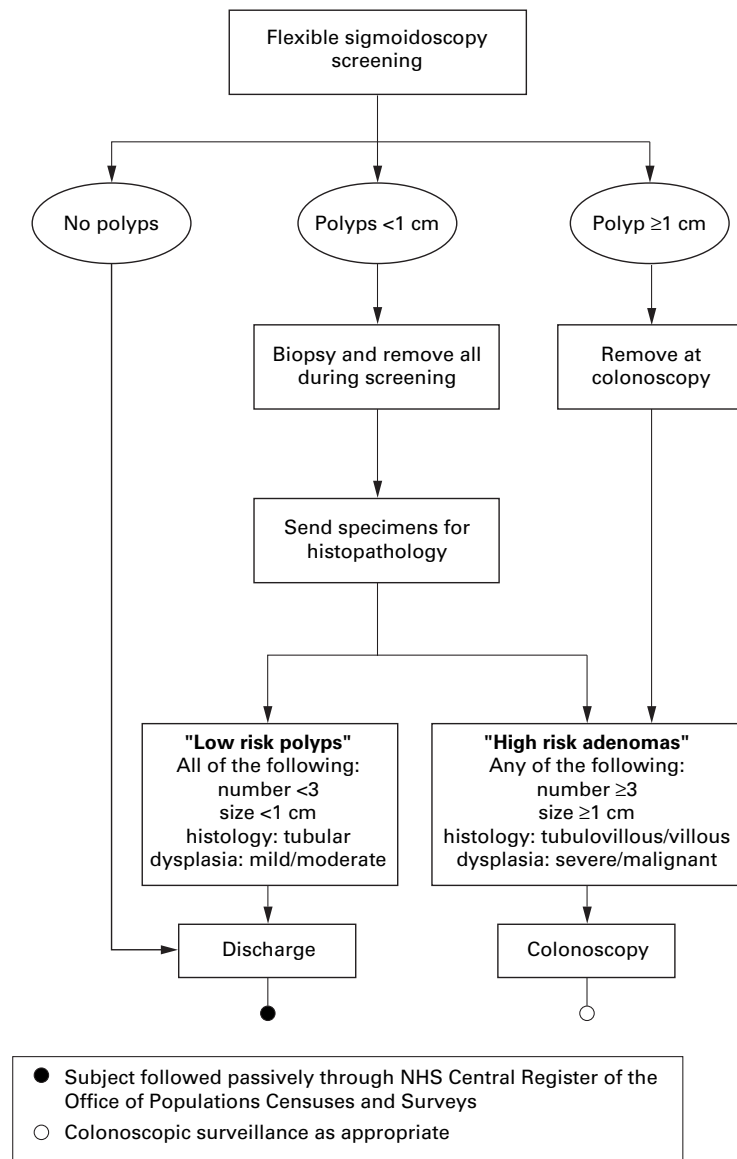 Flexible sigmoidoscopy
screening
No polyps
Polyps <1 cm
Polyp ≥1 cm
Biopsy and remove all
during screening
Remove at
colonoscopy
Send specimens for
histopathology
"Low risk polyps"
All of the following:
number <3
size <1 cm
histology: tubular
dysplasia: mild/moderate
"High risk adenomas"
Any of the following:
number ≥3
size ≥1 cm
histology: tubulovillous/villous
dysplasia: severe/malignant
Discharge
Colonoscopy
Subject followed passively through NHS Central Register of the
Office of Populations Censuses and Surveys
Colonoscopic surveillance as appropriate